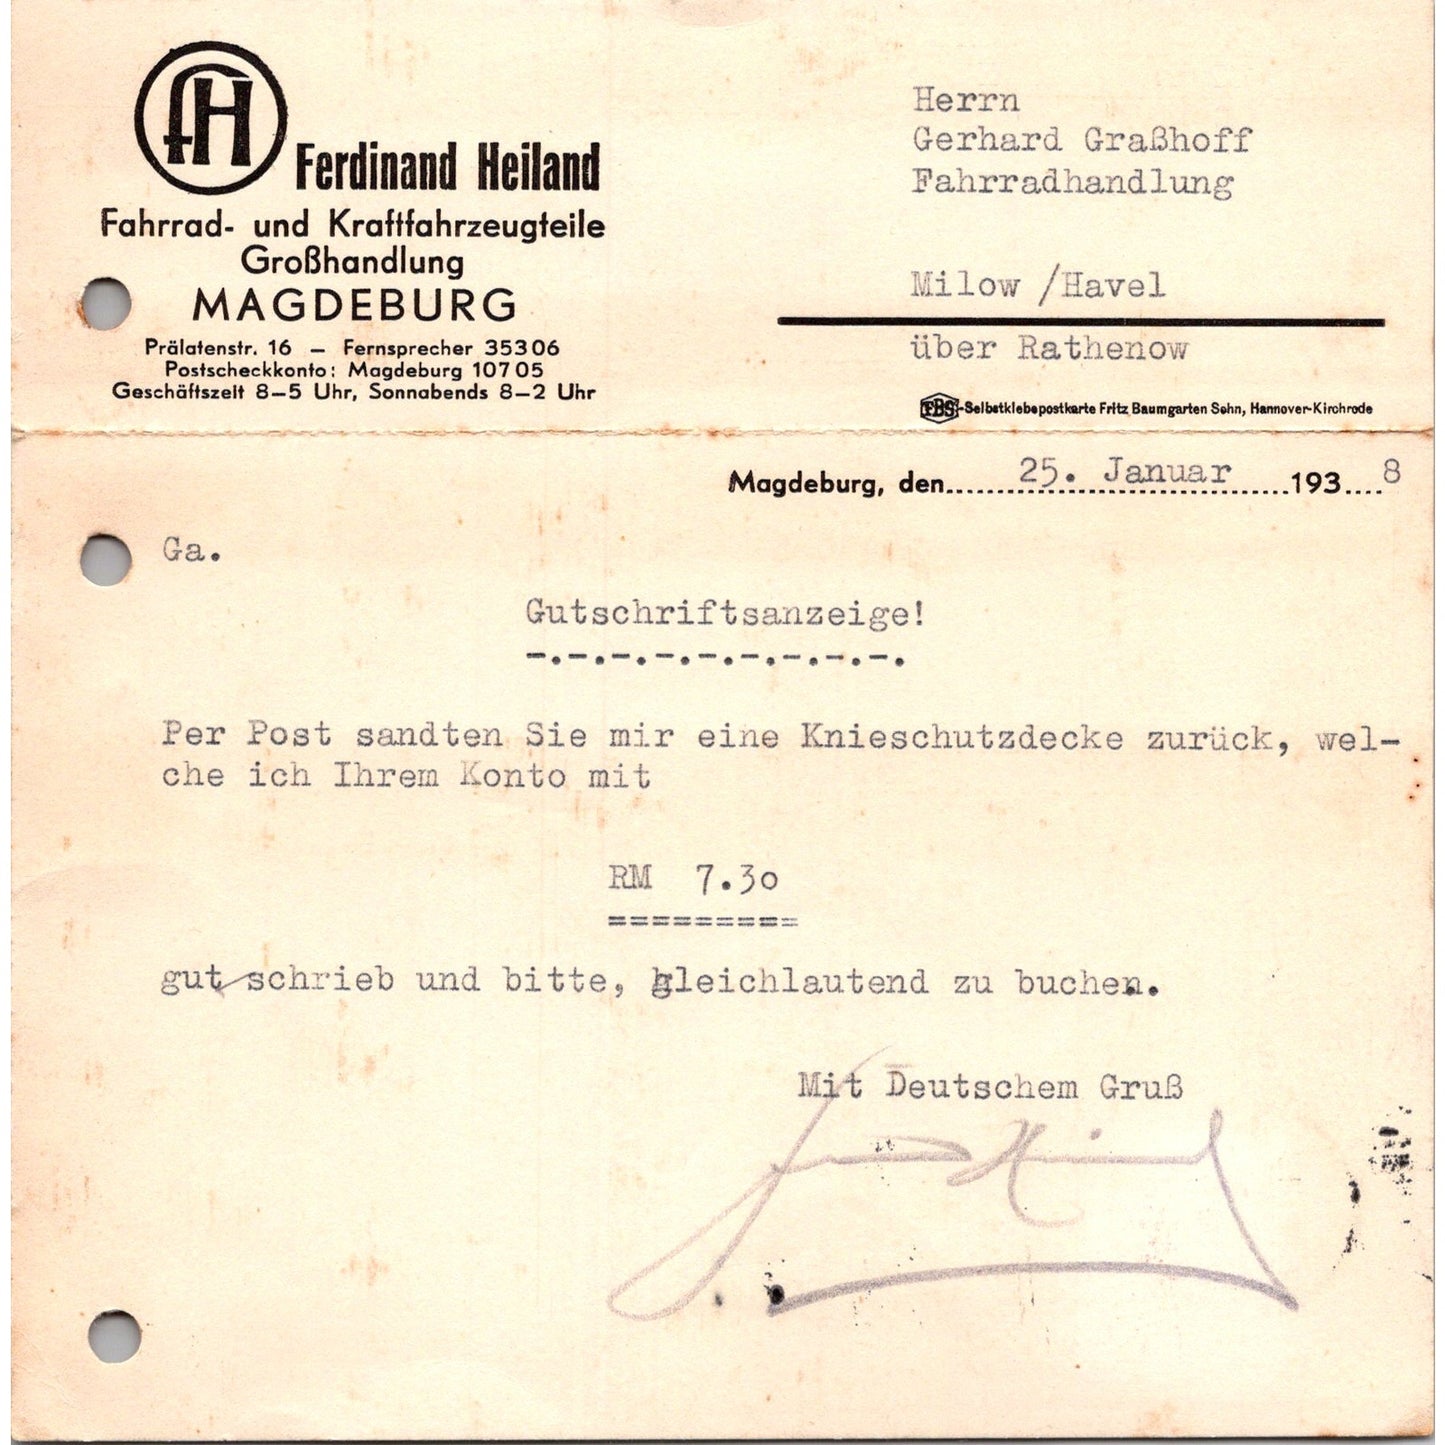 fH
Ferdinand Heiland
Fahrrad- und Kraftfahrzeugteile
Großhandlung
MAGDEBURG
Prälatenstr. 16 – Fernsprecher 35306
Postscheckkonto: Magdeburg 10705
Geschäftszeit 8–5 Uhr, Sonnabends 8–2 Uhr
Herrn
Gerhard Graßhoff
Fahrradhandlung
Milow /Havel
über Rathenow
FBS-Selbstklebepostkarte Fritz Baumgarten Sohn, Hannover-Kirchrode
Magdeburg, den 25. Januar 1938
Ga.
Gutschriftsanzeige!
-.-.-.-.-.-.-.-.-.
Per Post sandten Sie mir eine Knieschutzdecke zurück, wel-
che ich Ihrem Konto mit
RM 7.3o
=========
gut schrieb und bitte, gleichlautend zu buchen.
Mit Deutschem Gruß